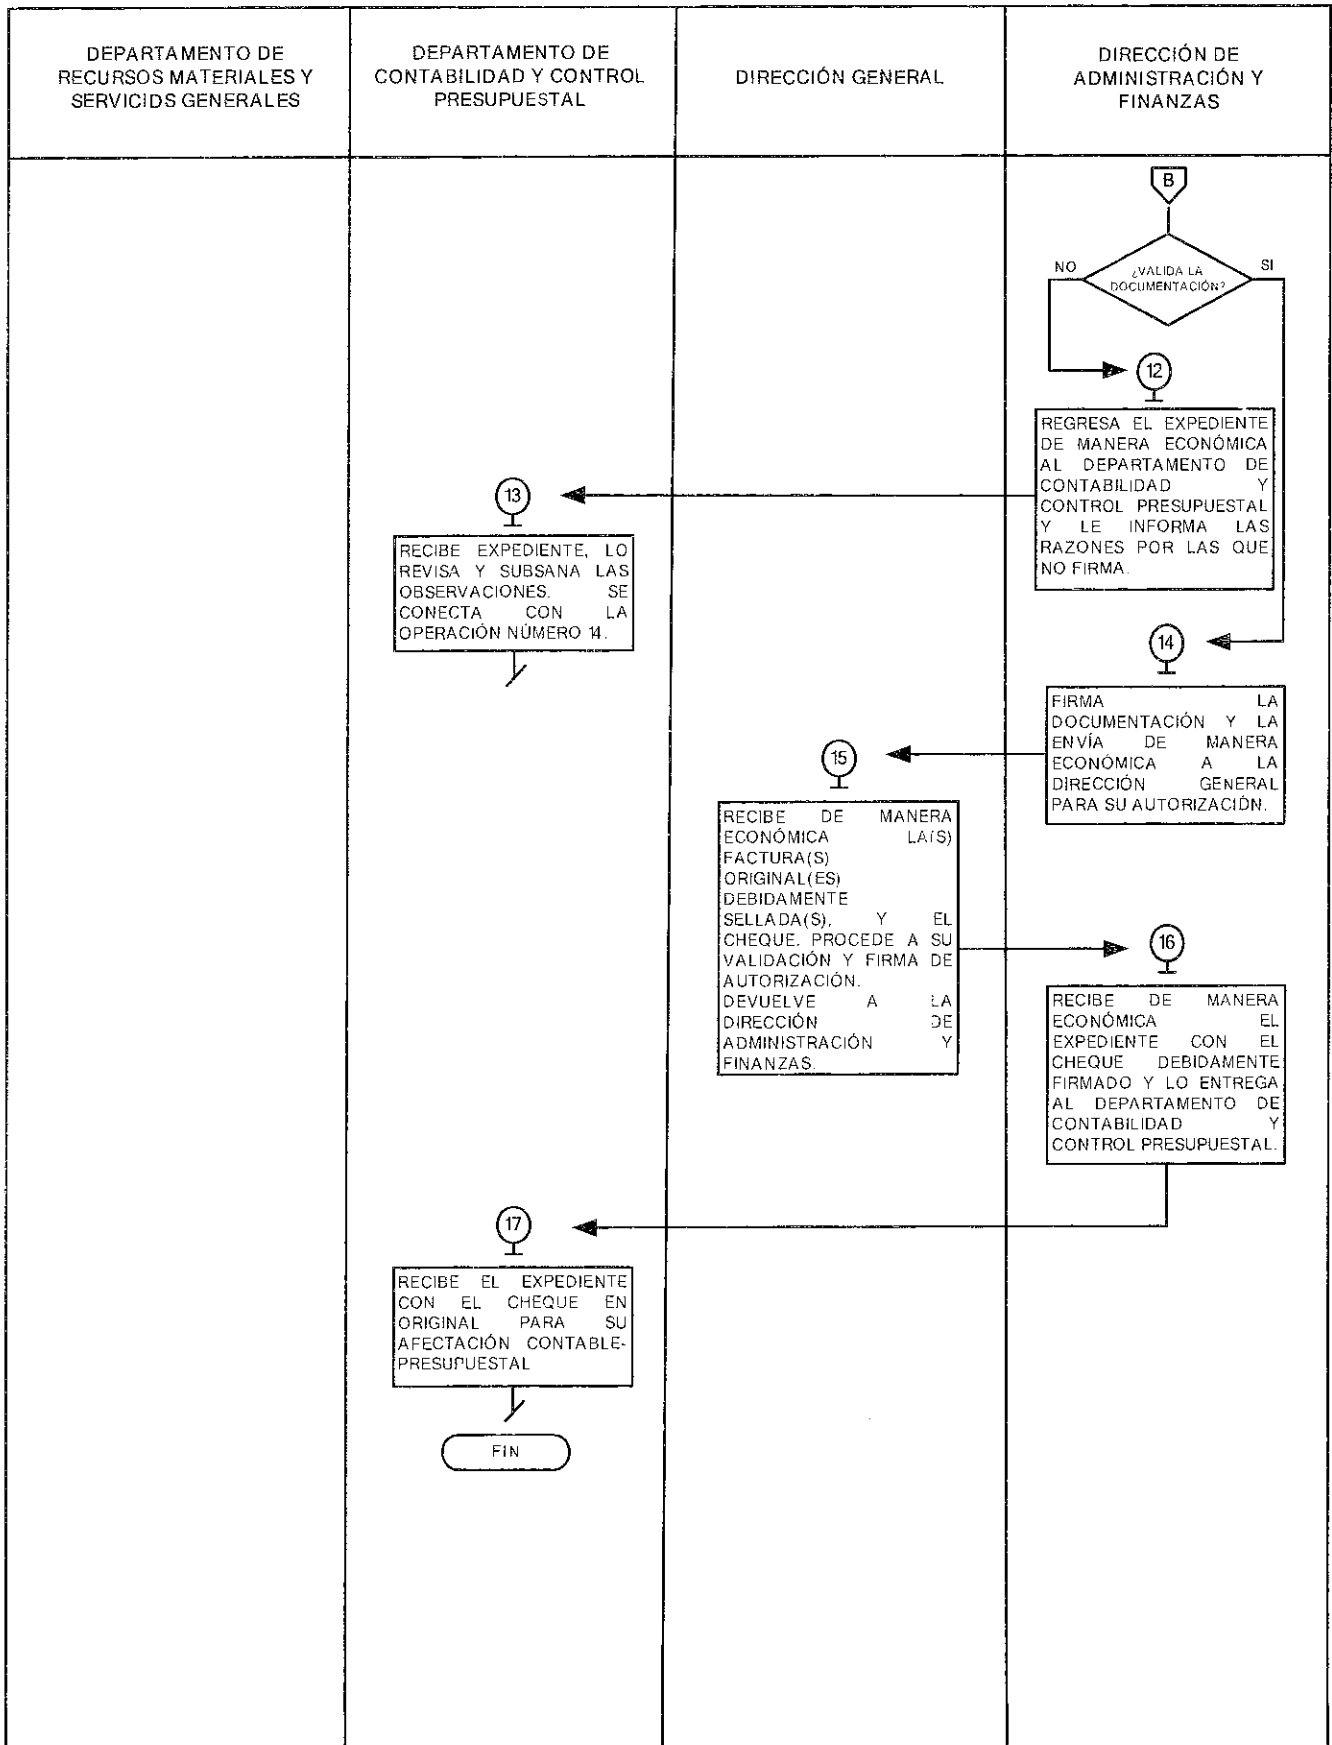 DEPARTAMENTO DE
RECURSOS MATERIALES Y
SERVICIDS GENERALES
DEPARTAMENTO DE
CONTABILIDAD Y CONTROL
PRESUPUESTAL
DIRECCIÓN GENERAL
DIRECCIÓN DE
ADMINISTRACIÓN Y
FINANZAS
B
NO
¿VALIDA LA
DOCUMENTACIÓN?
SI
12
REGRESA EL EXPEDIENTE
DE MANERA ECONÓMICA
AL DEPARTAMENTO DE
CONTABILIDAD Y
CONTROL PRESUPUESTAL
Y LE INFORMA LAS
RAZONES POR LAS QUE
NO FIRMA.
13
RECIBE EXPEDIENTE, LO
REVISA Y SUBSANA LAS
OBSERVACIONES. SE
CONECTA CON LA
OPERACIÓN NÚMERO 14.
14
FIRMA LA
DOCUMENTACIÓN Y LA
ENVÍA DE MANERA
ECONÓMICA A LA
DIRECCIÓN GENERAL
PARA SU AUTORIZACIÓN.
15
RECIBE DE MANERA
ECONÓMICA LA(S)
FACTURA(S)
ORIGINAL(ES)
DEBIDAMENTE
SELLADA(S), Y EL
CHEQUE. PROCEDE A SU
VALIDACIÓN Y FIRMA DE
AUTORIZACIÓN.
DEVUELVE A LA
DIRECCIÓN DE
ADMINISTRACIÓN Y
FINANZAS.
16
RECIBE DE MANERA
ECONÓMICA EL
EXPEDIENTE CON EL
CHEQUE DEBIDAMENTE
FIRMADO Y LO ENTREGA
AL DEPARTAMENTO DE
CONTABILIDAD Y
CONTROL PRESUPUESTAL.
17
RECIBE EL EXPEDIENTE
CON EL CHEQUE EN
ORIGINAL PARA SU
AFECTACIÓN CONTABLE-
PRESUPUESTAL
FIN